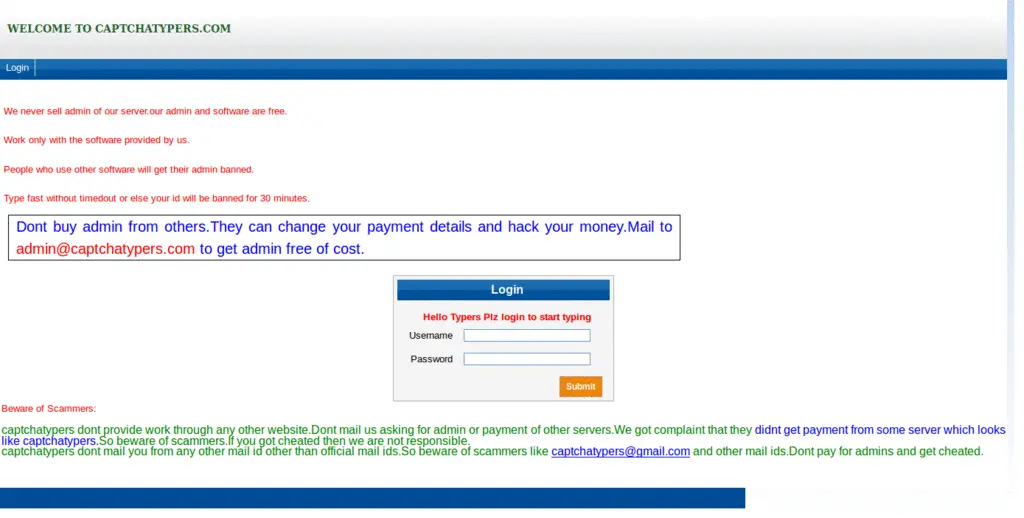 WELCOME TO CAPTCHATYPERS.COM
Login
We never sell admin of our server.our admin and software are free.
Work only with the software provided by us.
People who use other software will get their admin banned.
Type fast without timedout or else your id will be banned for 30 minutes.
Dont buy admin from others.They can change your payment details and hack your money.Mail to
admin@captchatypers.com to get admin free of cost.
Login
Hello Typers Plz login to start typing
Username
Password
Submit
Beware of Scammers:
captchatypers dont provide work through any other website.Dont mail us asking for admin or payment of other servers.We got complaint that they didnt get payment from some server which looks
like captchatypers.So beware of scammers.If you got cheated then we are not responsible.
captchatypers dont mail you from any other mail id other than official mail ids.So beware of scammers like captchatypers@gmail.com and other mail ids.Dont pay for admins and get cheated.